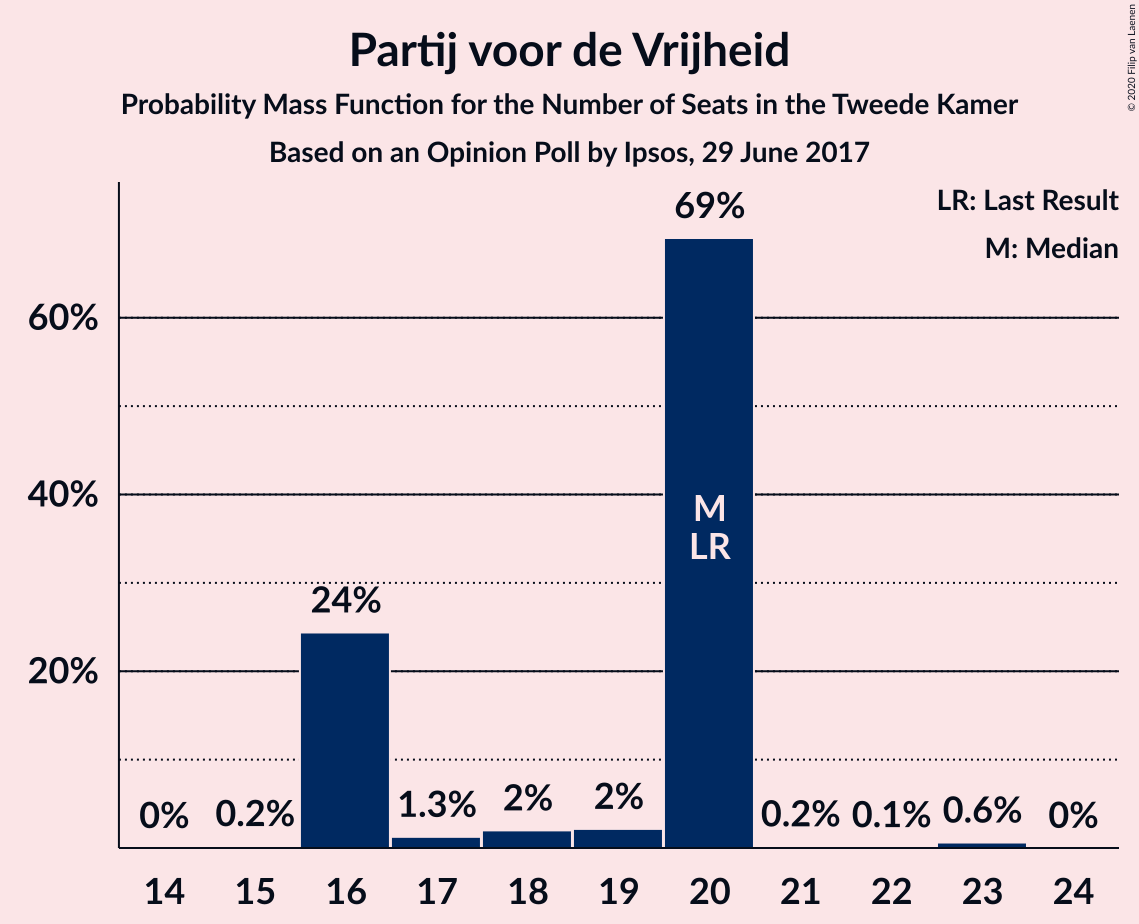 Partij voor de Vrijheid
Probability Mass Function for the Number of Seats in the Tweede Kamer
Based on an Opinion Poll by Ipsos, 29 June 2017
© 2020 Filip van Laenen
LR: Last Result
M: Median
69%
60%
40%
M
LR
24%
20%
0%
0.2%
1.3%
2%
2%
0.2%
0.1%
0.6%
0%
14 15 16 17 18 19 20 21 22 23 24